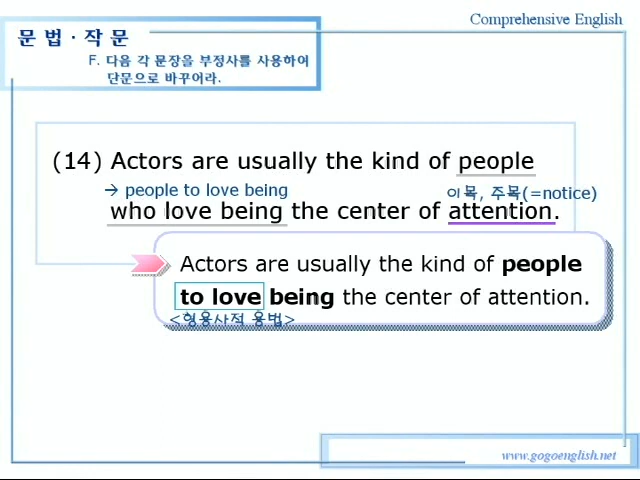 Comprehensive English
문 법 · 작 문
F. 다음 각 문장을 부정사를 사용하여
단문으로 바꾸어라.
(14) Actors are usually the kind of people
→ people to love being
이목, 주목(=notice)
who love being the center of attention.
Actors are usually the kind of people
to love being the center of attention.
<형용사적 용법>
www.gogoenglish.net